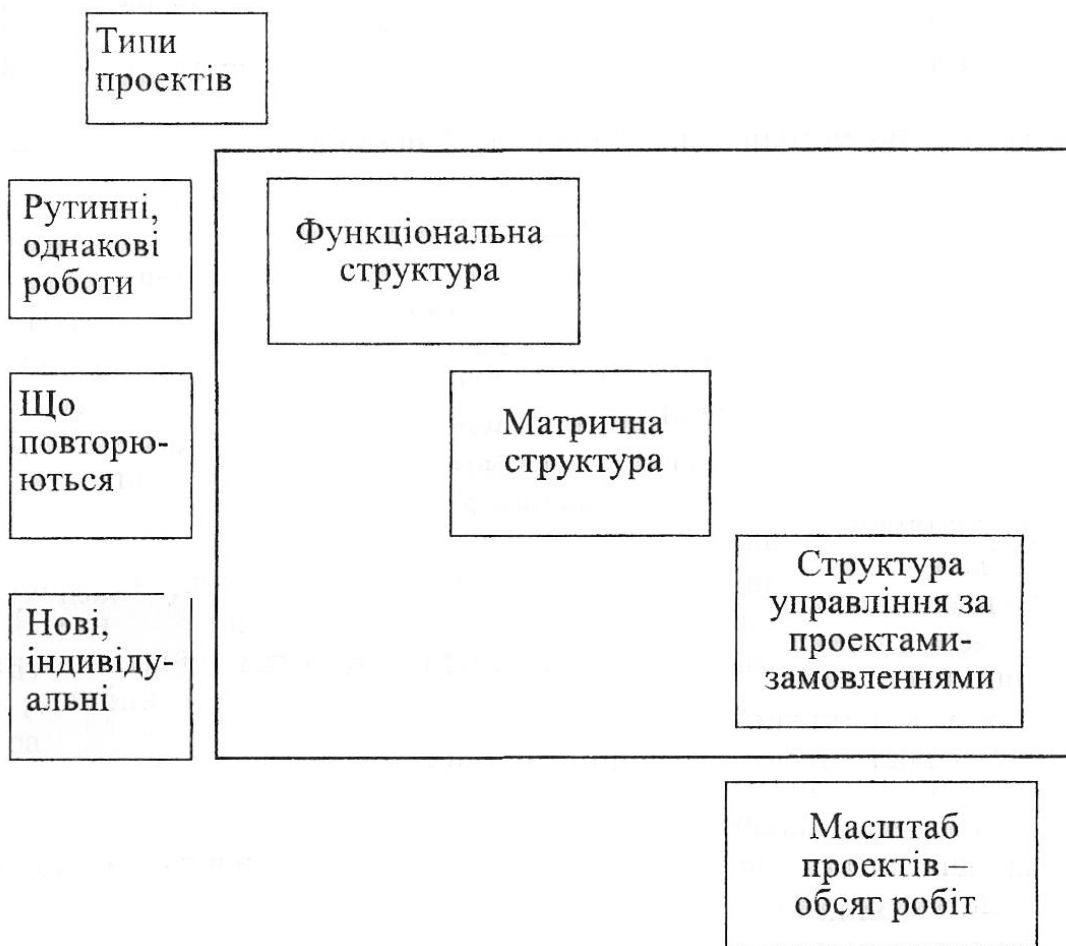 Типи
проектів
Рутинні,
однакові
роботи
Функціональна
структура
Що
повторю-
ються
Матрична
структура
Нові,
індивіду-
альні
Структура
управління за
проектами-
замовленнями
Масштаб
проектів –
обсяг робіт